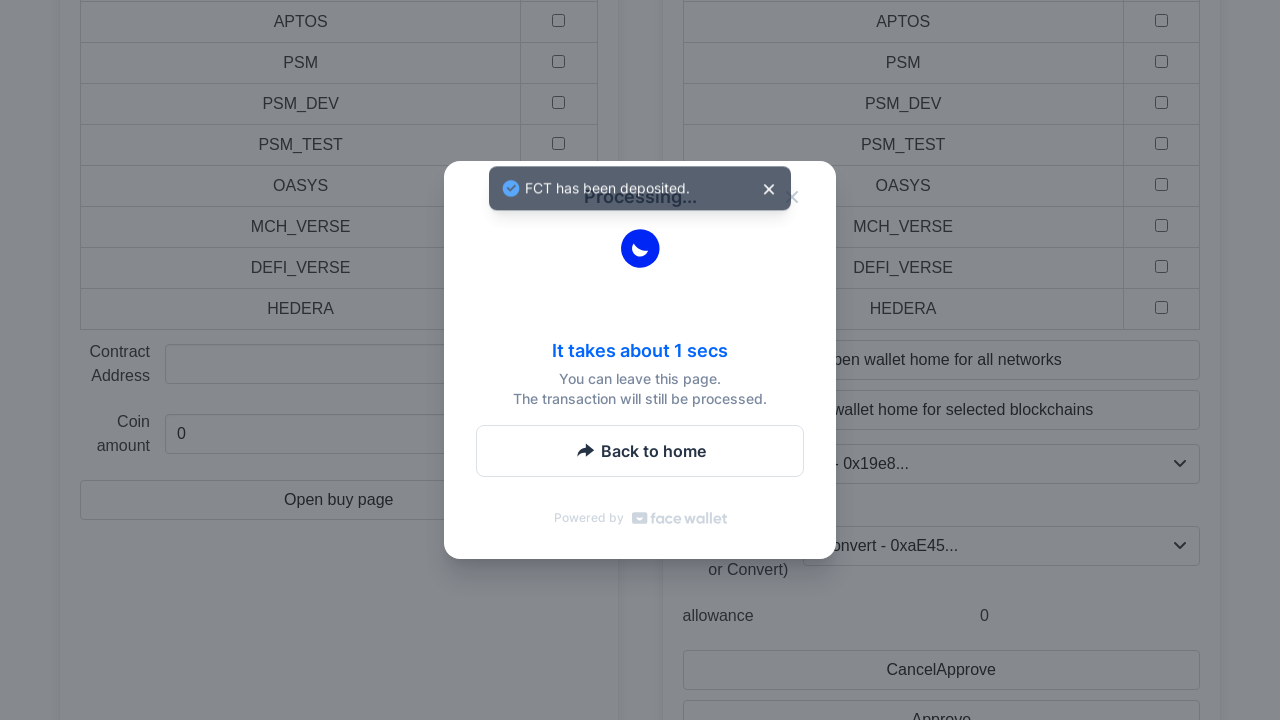 APTOS
PSM
PSM_DEV
PSM_TEST
OASYS
MCH_VERSE
DEFI_VERSE
HEDERA
Contract
Address
Coin
amount
0
Open buy page
FCT has been deposited.
Processing...
It takes about 1 secs
You can leave this page.
The transaction will still be processed.
Back to home
Powered by face wallet
APTOS
PSM
PSM_DEV
PSM_TEST
OASYS
MCH_VERSE
DEFI_VERSE
HEDERA
wallet home for all networks
wallet home for selected blockchains
- 0x19e8...
- 0xaE45...
or Convert)
allowance
0
CancelApprove
Approve